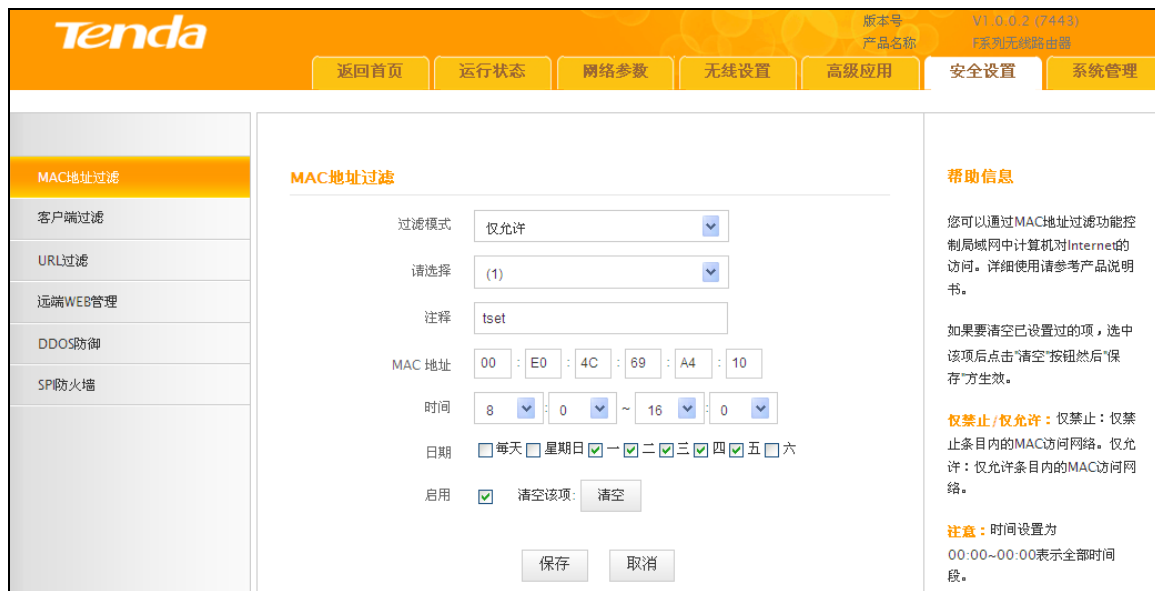 Tenda
版本号 V1.0.0.2 (7443)
产品名称 F系列无线路由器
返回首页 运行状态 网络参数 无线设置 高级应用 安全设置 系统管理
MAC地址过滤
客户端过滤
URL过滤
远端WEB管理
DDOS防御
SPI防火墙
MAC地址过滤
过滤模式 仅允许
请选择 (1)
注释 tset
MAC 地址 00 : E0 : 4C : 69 : A4 : 10
时间 8 : 0 ~ 16 : 0
日期 每天 星期日 一 二 三 四 五 六
启用 清空该项: 清空
保存 取消
帮助信息
您可以通过MAC地址过滤功能控
制局域网中计算机对Internet的
访问。详细使用请参考产品说明
书。
如果要清空已设置过的项，选中
该项后点击"清空"按钮然后"保
存"方生效。
仅禁止/仅允许：仅禁止：仅禁
止条目内的MAC访问网络。仅允
许：仅允许条目内的MAC访问网
络。
注意：时间设置为
00:00~00:00表示全部时间
段。